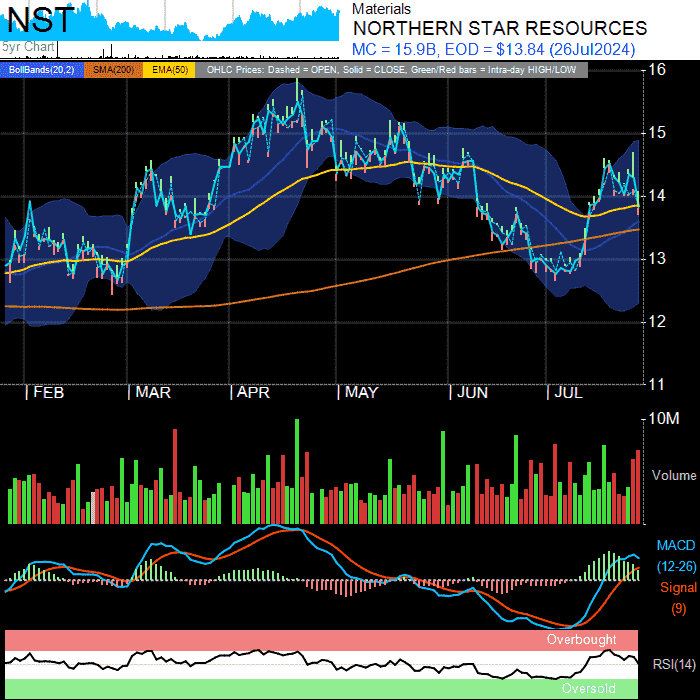 NST
5yr Chart
Materials
NORTHERN STAR RESOURCES
MC = 15.9B, EOD = $13.84 (26Jul2024)
BollBands(20,2) SMA(200) EMA(50) OHLC Prices: Dashed = OPEN, Solid = CLOSE, Green/Red bars = Intra-day HIGH/LOW
16
15
14
13
12
11
FEB MAR APR MAY JUN JUL
10M
Volume
MACD
(12-26)
Signal
(9)
Overbought
RSI(14)
Oversold